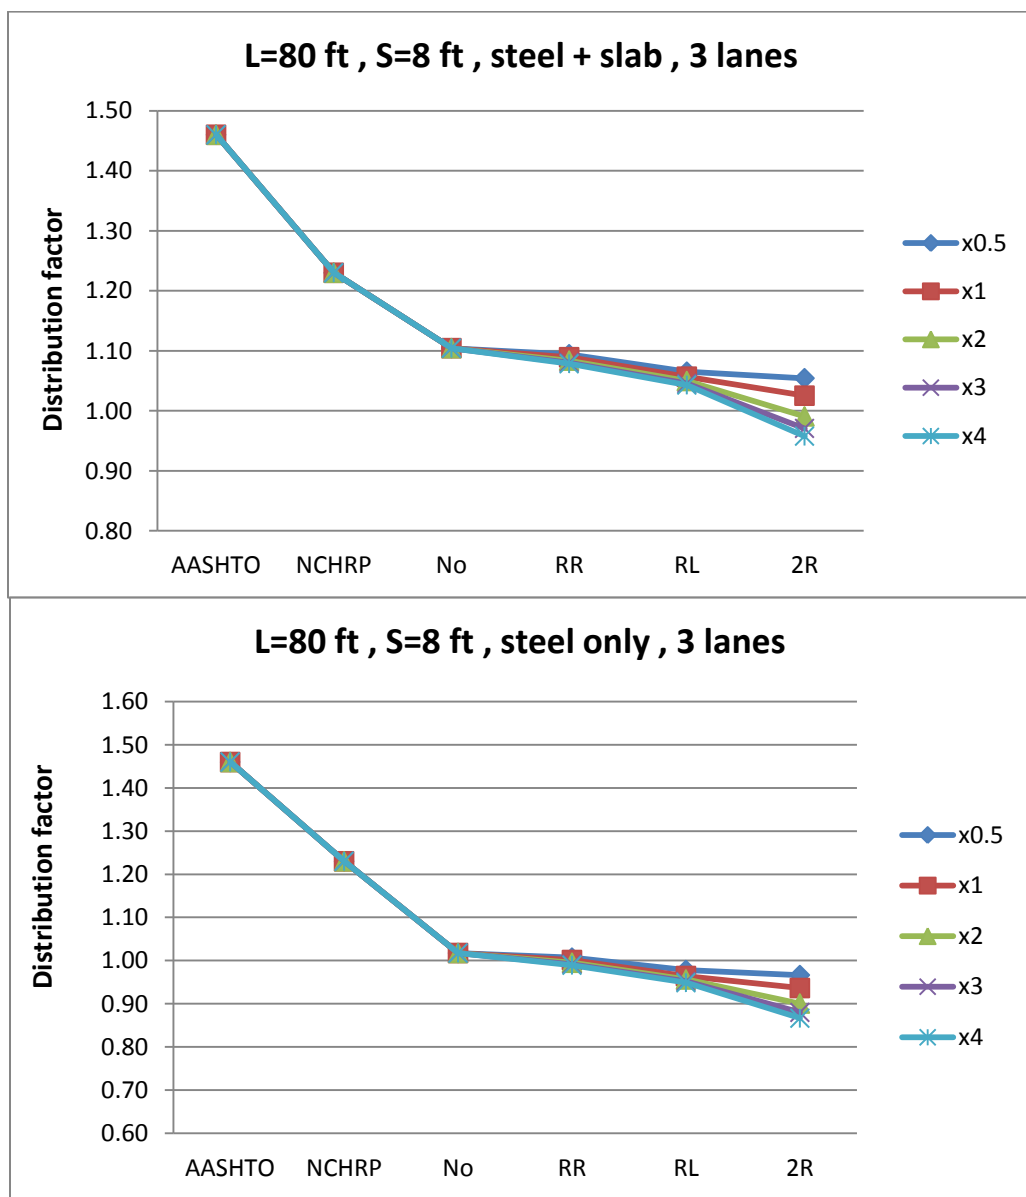 L=80 ft , S=8 ft , steel + slab , 3 lanes
Distribution factor
1.50
1.40
1.30
1.20
1.10
1.00
0.90
0.80
AASHTO NCHRP No RR RL 2R
x0.5
x1
x2
x3
x4
L=80 ft , S=8 ft , steel only , 3 lanes
Distribution factor
1.60
1.50
1.40
1.30
1.20
1.10
1.00
0.90
0.80
0.70
0.60
AASHTO NCHRP No RR RL 2R
x0.5
x1
x2
x3
x4